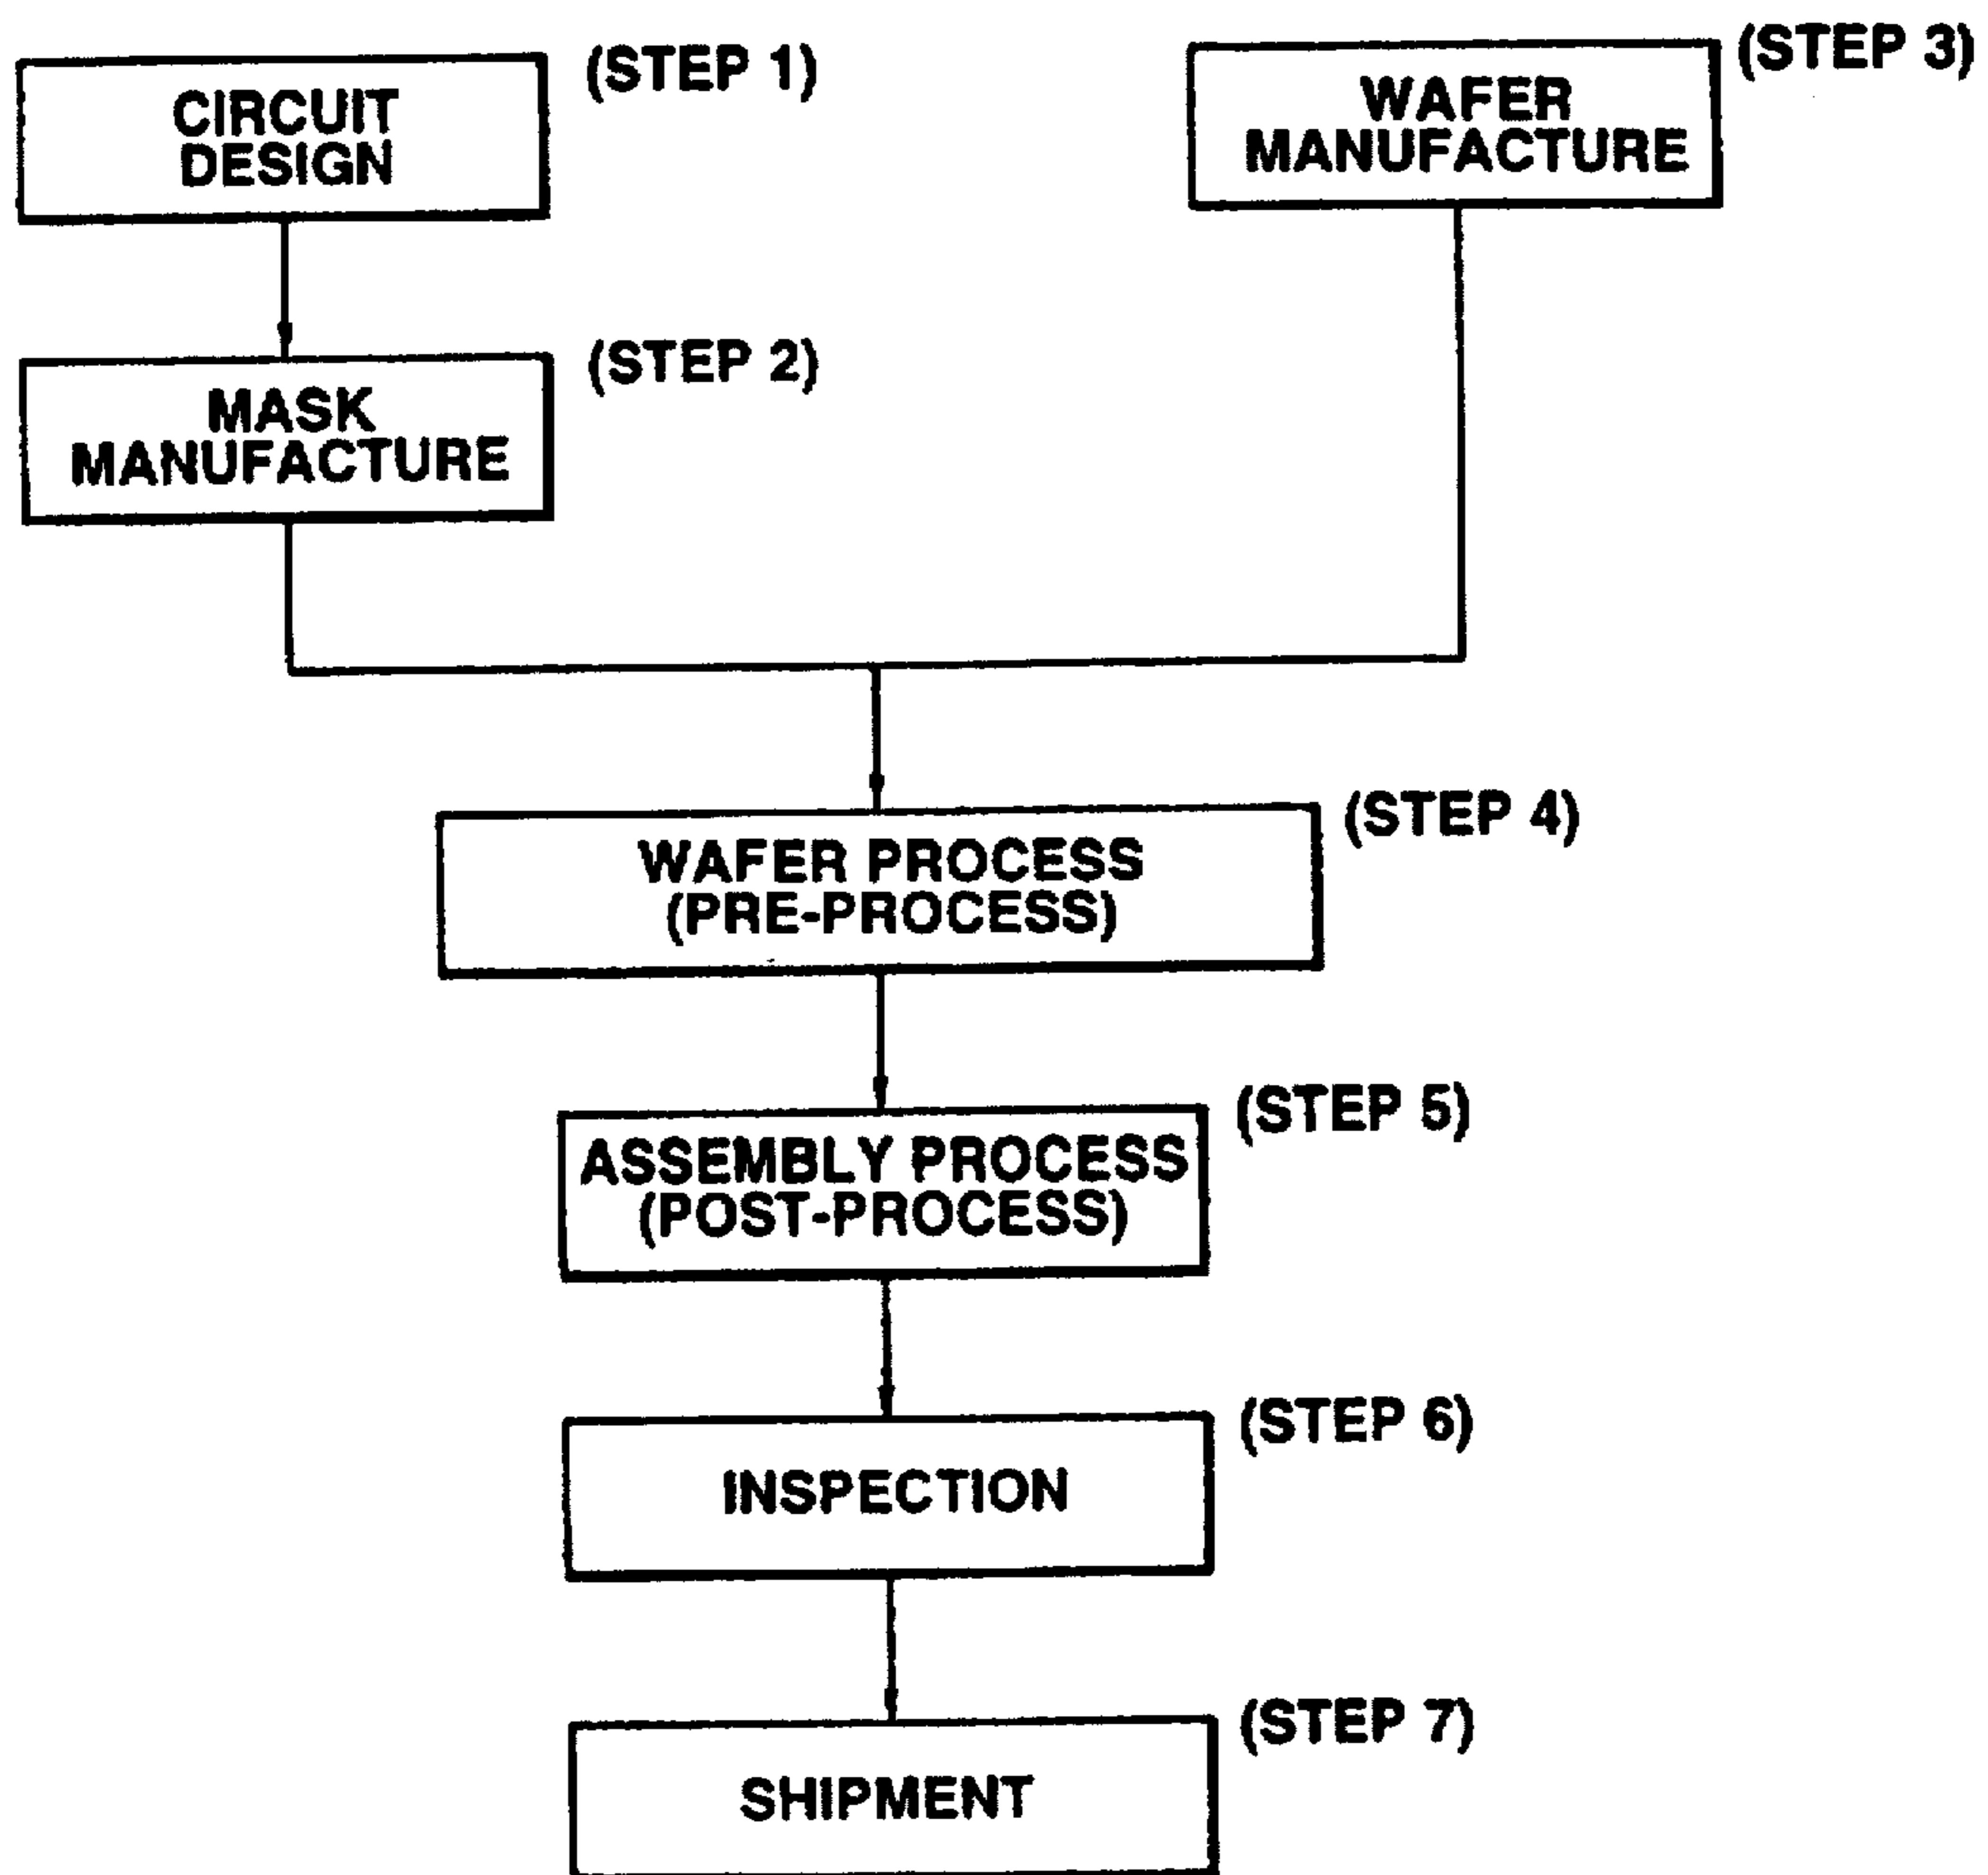 (STEP 1)
CIRCUIT
DESIGN
(STEP 2)
MASK
MANUFACTURE
(STEP 3)
WAFER
MANUFACTURE
(STEP 4)
WAFER PROCESS
(PRE-PROCESS)
(STEP 5)
ASSEMBLY PROCESS
(POST-PROCESS)
(STEP 6)
INSPECTION
(STEP 7)
SHIPMENT